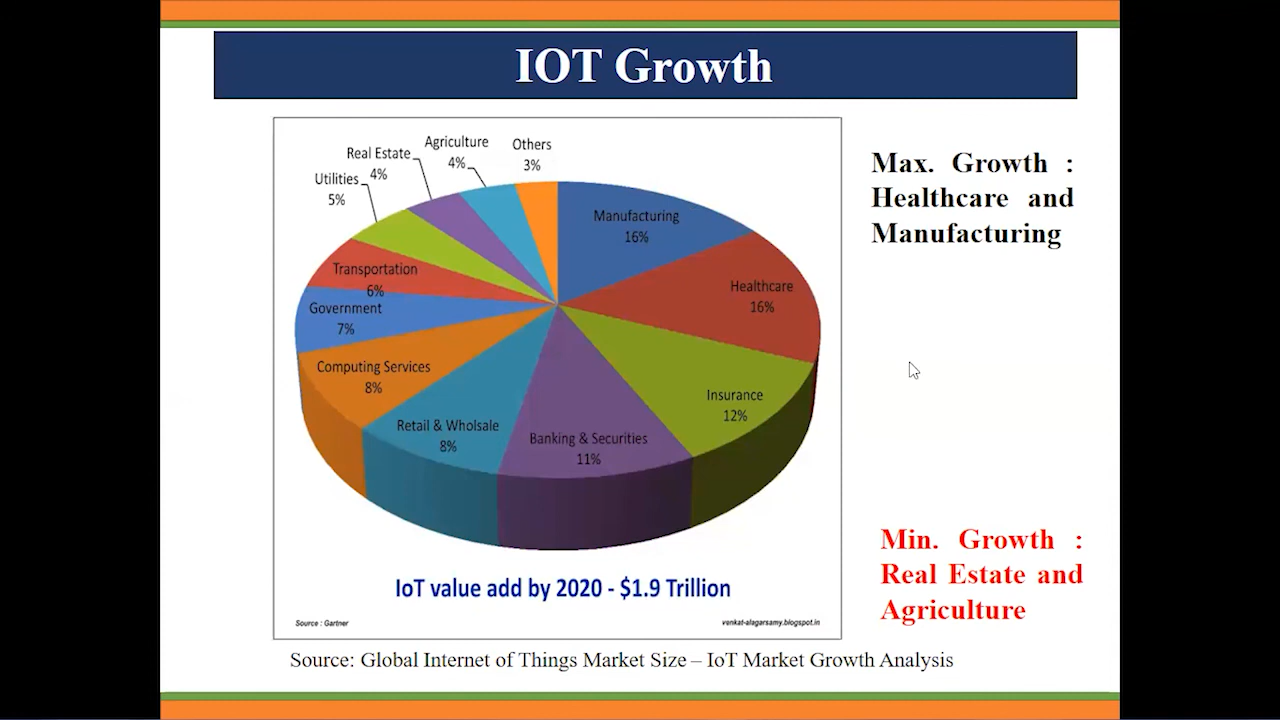 IOT Growth
Others
3%
Agriculture
4%
Real Estate
4%
Utilities
5%
Manufacturing
16%
Healthcare
16%
Insurance
12%
Banking & Securities
11%
Retail & Wholsale
8%
Computing Services
8%
Government
7%
Transportation
6%
IoT value add by 2020 - $1.9 Trillion
Source : Gartner
venkat-alagarsamy.blogspot.in
Max. Growth :
Healthcare and
Manufacturing
Min. Growth :
Real Estate and
Agriculture
Source: Global Internet of Things Market Size – IoT Market Growth Analysis